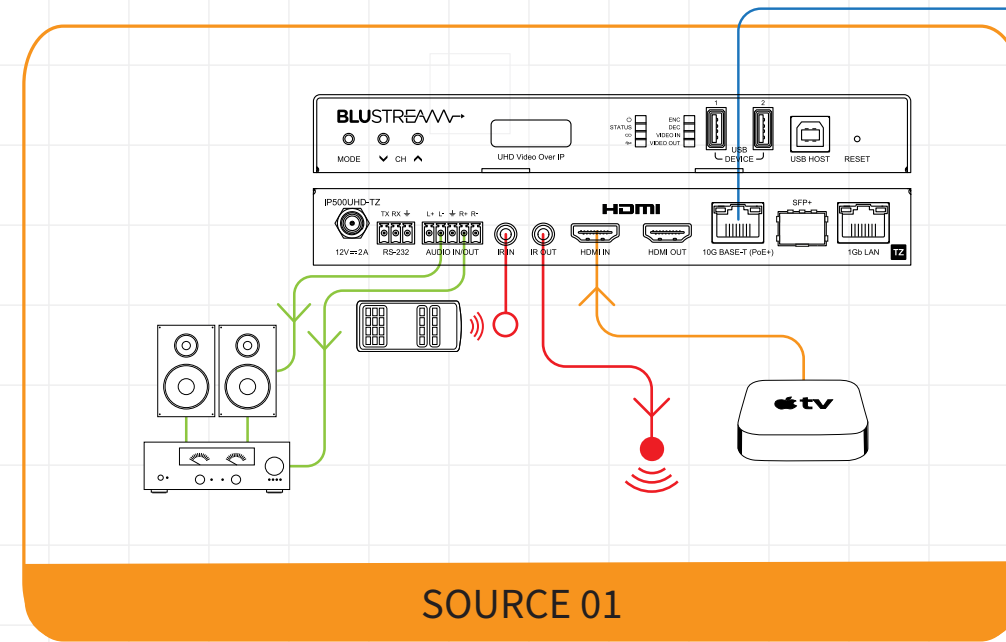 BLUSTREAM
MODE
CH
UHD Video Over IP
STATUS
ENC
DEC
VIDEO IN
VIDEO OUT
1
2
USB
DEVICE
USB HOST
RESET
IP500UHD-TZ
TX RX
L+ L- R+ R-
HDMI
SFP+
12V⎓2A
RS-232
AUDIO IN/OUT
IR IN
IR OUT
HDMI IN
HDMI OUT
10G BASE-T (PoE+)
1Gb LAN
TZ
tv
SOURCE 01